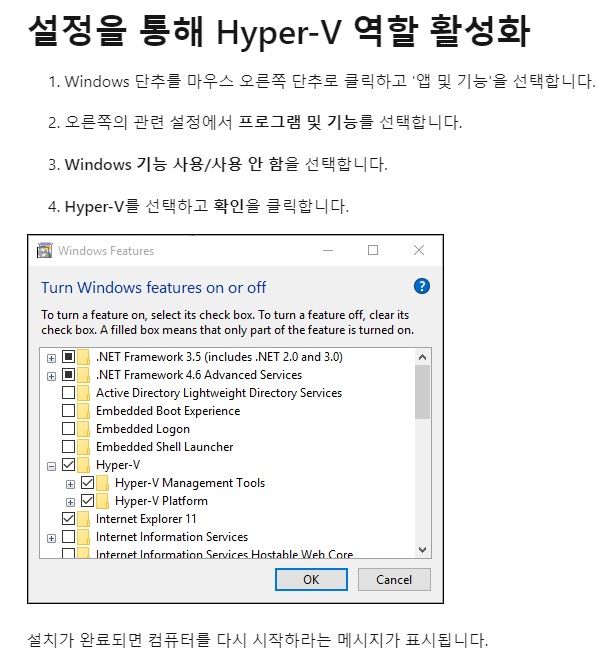 설정을 통해 Hyper-V 역할 활성화
1. Windows 단추를 마우스 오른쪽 단추로 클릭하고 '앱 및 기능'을 선택합니다.
2. 오른쪽의 관련 설정에서 프로그램 및 기능를 선택합니다.
3. Windows 기능 사용/사용 안 함을 선택합니다.
4. Hyper-V를 선택하고 확인을 클릭합니다.
Windows Features
Turn Windows features on or off
To turn a feature on, select its check box. To turn a feature off, clear its
check box. A filled box means that only part of the feature is turned on.
.NET Framework 3.5 (includes .NET 2.0 and 3.0)
.NET Framework 4.6 Advanced Services
Active Directory Lightweight Directory Services
Embedded Boot Experience
Embedded Logon
Embedded Shell Launcher
Hyper-V
Hyper-V Management Tools
Hyper-V Platform
Internet Explorer 11
Internet Information Services
Internet Information Services Hostable Web Core
OK Cancel
설치가 완료되면 컴퓨터를 다시 시작하라는 메시지가 표시됩니다.